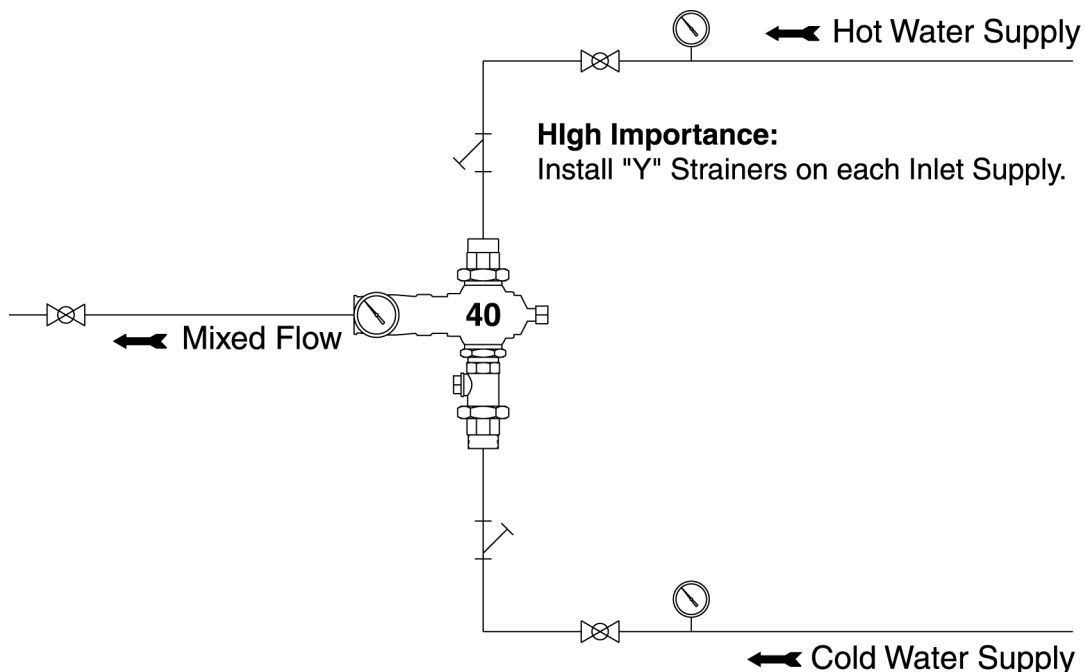 Hot Water Supply
HIgh Importance:
Install "Y" Strainers on each Inlet Supply.
40
Mixed Flow
Cold Water Supply